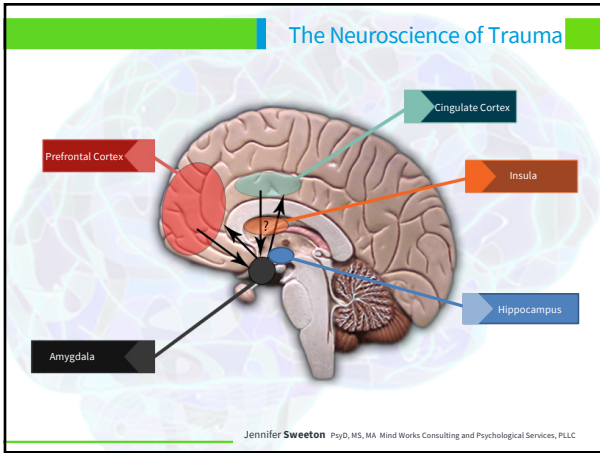 The Neuroscience of Trauma
Cingulate Cortex
Prefrontal Cortex
Insula
?
Hippocampus
Amygdala
Jennifer Sweeton PsyD, MS, MA Mind Works Consulting and Psychological Services, PLLC